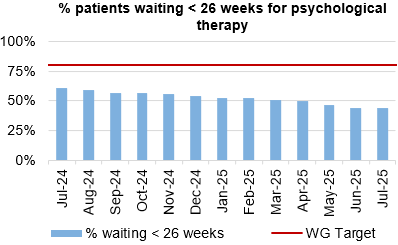 % patients waiting < 26 weeks for psychological
therapy
100%
75%
50%
25%
0%
Jul-24
Aug-24
Sep-24
Oct-24
Nov-24
Dec-24
Jan-25
Feb-25
Mar-25
Apr-25
May-25
Jun-25
Jul-25
% waiting < 26 weeks
WG Target